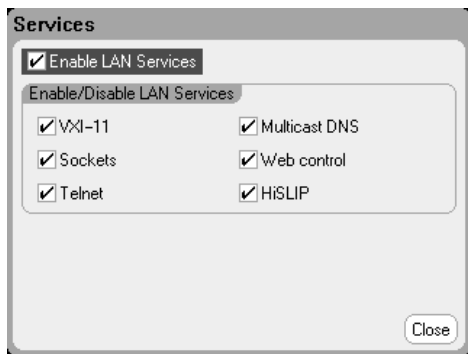 Services
Enable LAN Services
Enable/Disable LAN Services
VXI-11
Multicast DNS
Sockets
Web control
Telnet
HiSLIP
Close